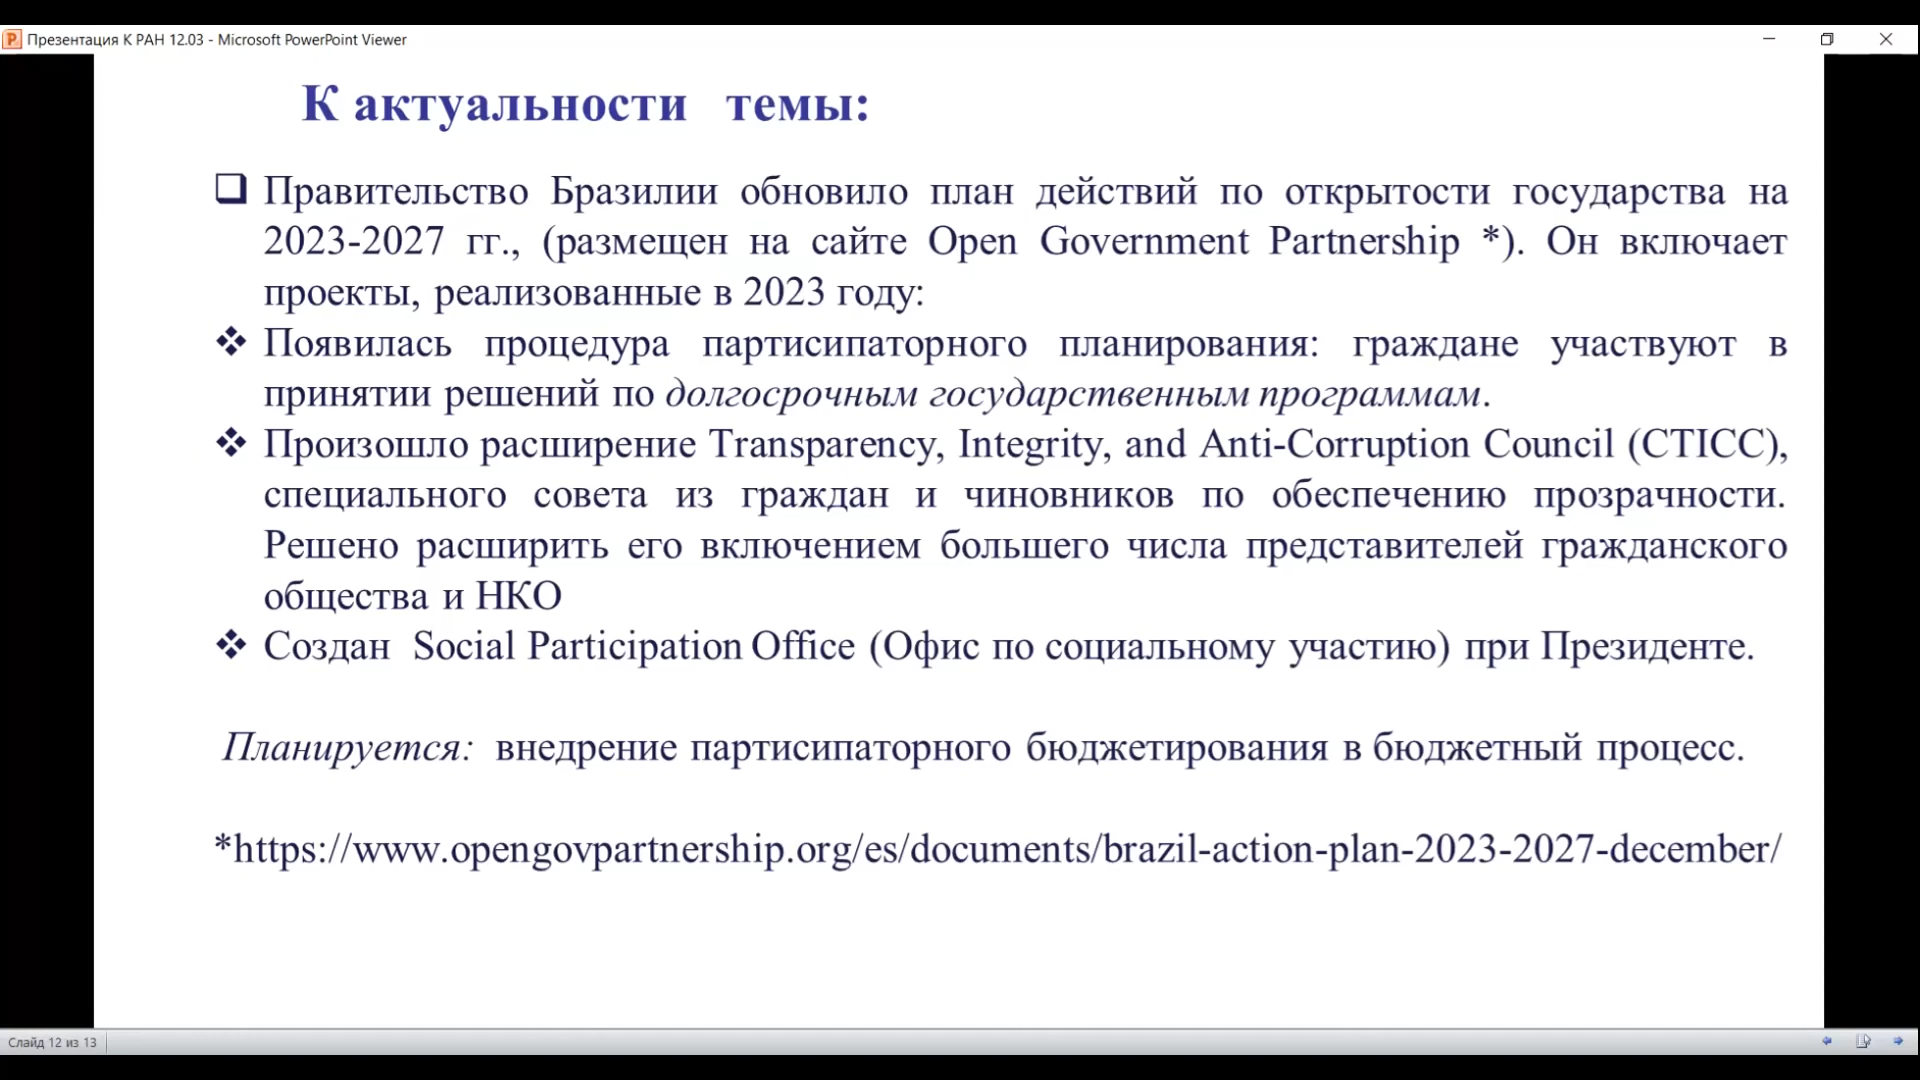 Презентация К РАН 12.03 - Microsoft PowerPoint Viewer
К актуальности темы:
Правительство Бразилии обновило план действий по открытости государства на
2023-2027 гг., (размещен на сайте Open Government Partnership *). Он включает
проекты, реализованные в 2023 году:
Появилась процедура партисипаторного планирования: граждане участвуют в
принятии решений по долгосрочным государственным программам.
Произошло расширение Transparency, Integrity, and Anti-Corruption Council (CTICC),
специального совета из граждан и чиновников по обеспечению прозрачности.
Решено расширить его включением большего числа представителей гражданского
общества и НКО
Создан Social Participation Office (Офис по социальному участию) при Президенте.
Планируется: внедрение партисипаторного бюджетирования в бюджетный процесс.
*https://www.opengovpartnership.org/es/documents/brazil-action-plan-2023-2027-december/
Слайд 12 из 13